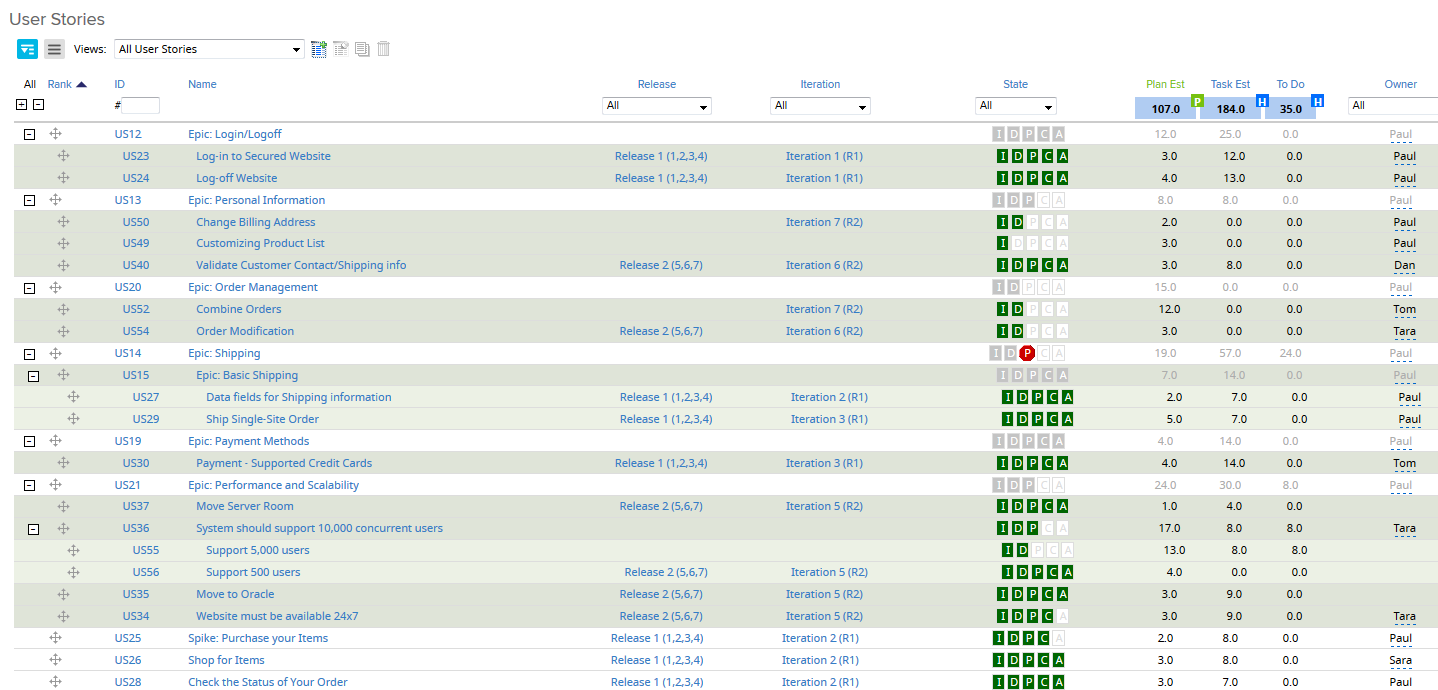 User Stories
Views: All User Stories
All Rank ID Name Release Iteration State Plan Est Task Est To Do Owner
# All All All 107.0 P 184.0 H 35.0 H All
US12 Epic: Login/Logoff I D P C A 12.0 25.0 0.0 Paul
US23 Log-in to Secured Website Release 1 (1,2,3,4) Iteration 1 (R1) I D P C A 3.0 12.0 0.0 Paul
US24 Log-off Website Release 1 (1,2,3,4) Iteration 1 (R1) I D P C A 4.0 13.0 0.0 Paul
US13 Epic: Personal Information I D P C A 8.0 8.0 0.0 Paul
US50 Change Billing Address Iteration 7 (R2) I D P C A 2.0 0.0 0.0 Paul
US49 Customizing Product List I D P C A 3.0 0.0 0.0 Paul
US40 Validate Customer Contact/Shipping info Release 2 (5,6,7) Iteration 6 (R2) I D P C A 3.0 8.0 0.0 Dan
US20 Epic: Order Management I D P C A 15.0 0.0 0.0 Paul
US52 Combine Orders Iteration 7 (R2) I D P C A 12.0 0.0 0.0 Tom
US54 Order Modification Release 2 (5,6,7) Iteration 6 (R2) I D P C A 3.0 0.0 0.0 Tara
US14 Epic: Shipping I D P C A 19.0 57.0 24.0 Paul
US15 Epic: Basic Shipping I D P C A 7.0 14.0 0.0 Paul
US27 Data fields for Shipping information Release 1 (1,2,3,4) Iteration 2 (R1) I D P C A 2.0 7.0 0.0 Paul
US29 Ship Single-Site Order Release 1 (1,2,3,4) Iteration 3 (R1) I D P C A 5.0 7.0 0.0 Paul
US19 Epic: Payment Methods I D P C A 4.0 14.0 0.0 Paul
US30 Payment - Supported Credit Cards Release 1 (1,2,3,4) Iteration 3 (R1) I D P C A 4.0 14.0 0.0 Tom
US21 Epic: Performance and Scalability I D P C A 24.0 30.0 8.0 Paul
US37 Move Server Room Release 2 (5,6,7) Iteration 5 (R2) I D P C A 1.0 4.0 0.0
US36 System should support 10,000 concurrent users I D P C A 17.0 8.0 8.0 Tara
US55 Support 5,000 users I D P C A 13.0 8.0 8.0
US56 Support 500 users Release 2 (5,6,7) Iteration 5 (R2) I D P C A 4.0 0.0 0.0
US35 Move to Oracle Release 2 (5,6,7) Iteration 5 (R2) I D P C A 3.0 9.0 0.0
US34 Website must be available 24x7 Release 2 (5,6,7) Iteration 5 (R2) I D P C A 3.0 9.0 0.0 Tara
US25 Spike: Purchase your Items Release 1 (1,2,3,4) Iteration 2 (R1) I D P C A 2.0 8.0 0.0 Paul
US26 Shop for Items Release 1 (1,2,3,4) Iteration 2 (R1) I D P C A 3.0 8.0 0.0 Sara
US28 Check the Status of Your Order Release 1 (1,2,3,4) Iteration 2 (R1) I D P C A 3.0 7.0 0.0 Paul